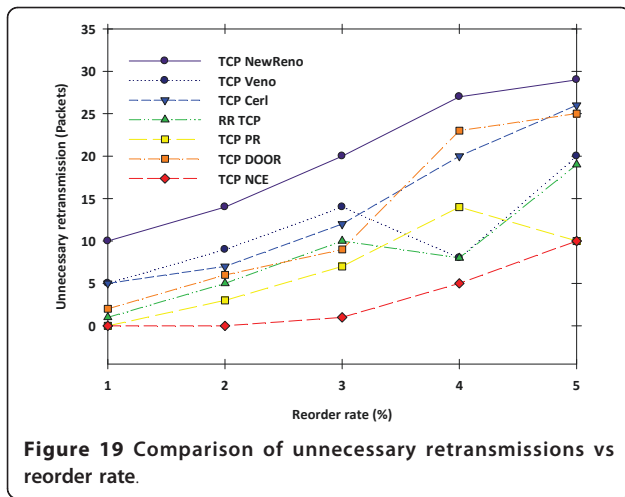 35
30
25
20
15
10
5
0
Unnecessary retransmission (Packets)
TCP NewReno
TCP Veno
TCP Cerl
RR TCP
TCP PR
TCP DOOR
TCP NCE
1 2 3 4 5
Reorder rate (%)
Figure 19 Comparison of unnecessary retransmissions vs
reorder rate.